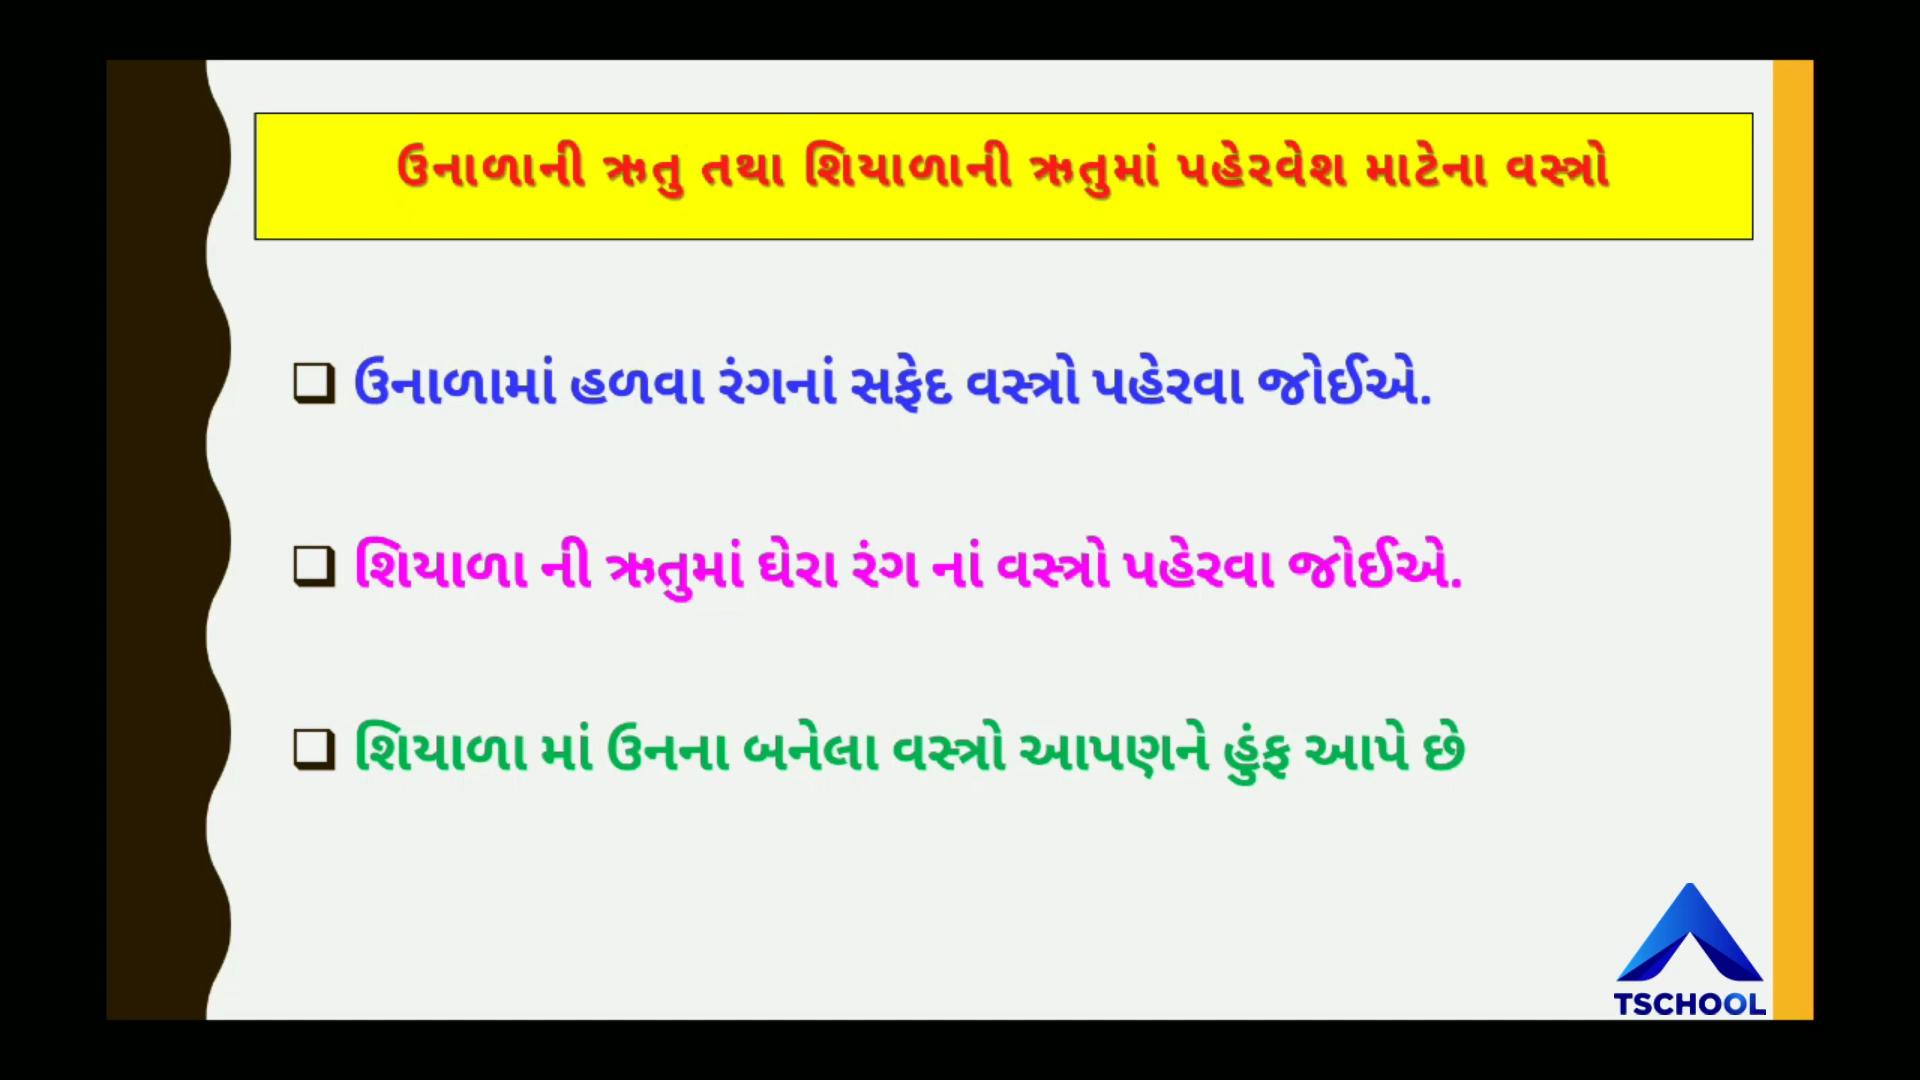 ઉનાળાની ઋતુ તથા શિયાળાની ઋતુમાં પહેરવેશ માટેના વસ્ત્રો
ઉનાળામાં હળવા રંગનાં સફેદ વસ્ત્રો પહેરવા જોઈએ.
શિયાળા ની ઋતુમાં ઘેરા રંગ નાં વસ્ત્રો પહેરવા જોઈએ.
શિયાળા માં ઉનના બનેલા વસ્ત્રો આપણને હુંફ આપે છે
TSCHOOL